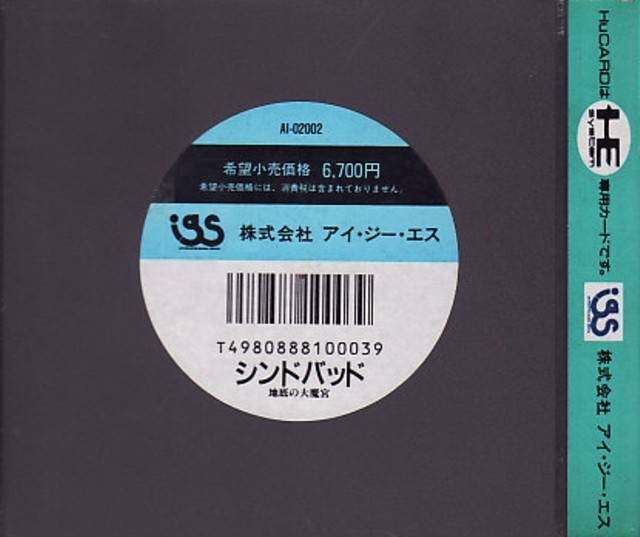 AI-02002
希望小売価格 6,700円
希望小売価格には、消費税は含まれておりません。
igs 株式会社 アイ・ジー・エス
T4980888100039
シンドバッド
地底の大魔宮
HuCARDは HE system 専用カードです。 igs 株式会社 アイ・ジー・エス